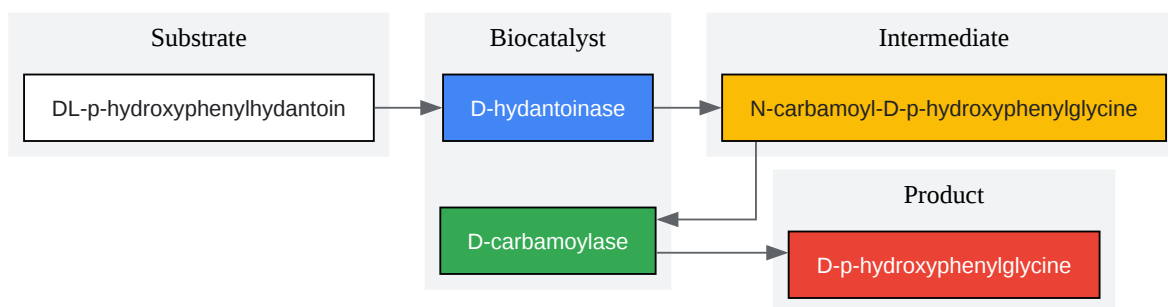 Substrate
Biocatalyst
Intermediate
DL-p-hydroxyphenylhydantoin
D-hydantoinase
N-carbamoyl-D-p-hydroxyphenylglycine
Product
D-carbamoylase
D-p-hydroxyphenylglycine